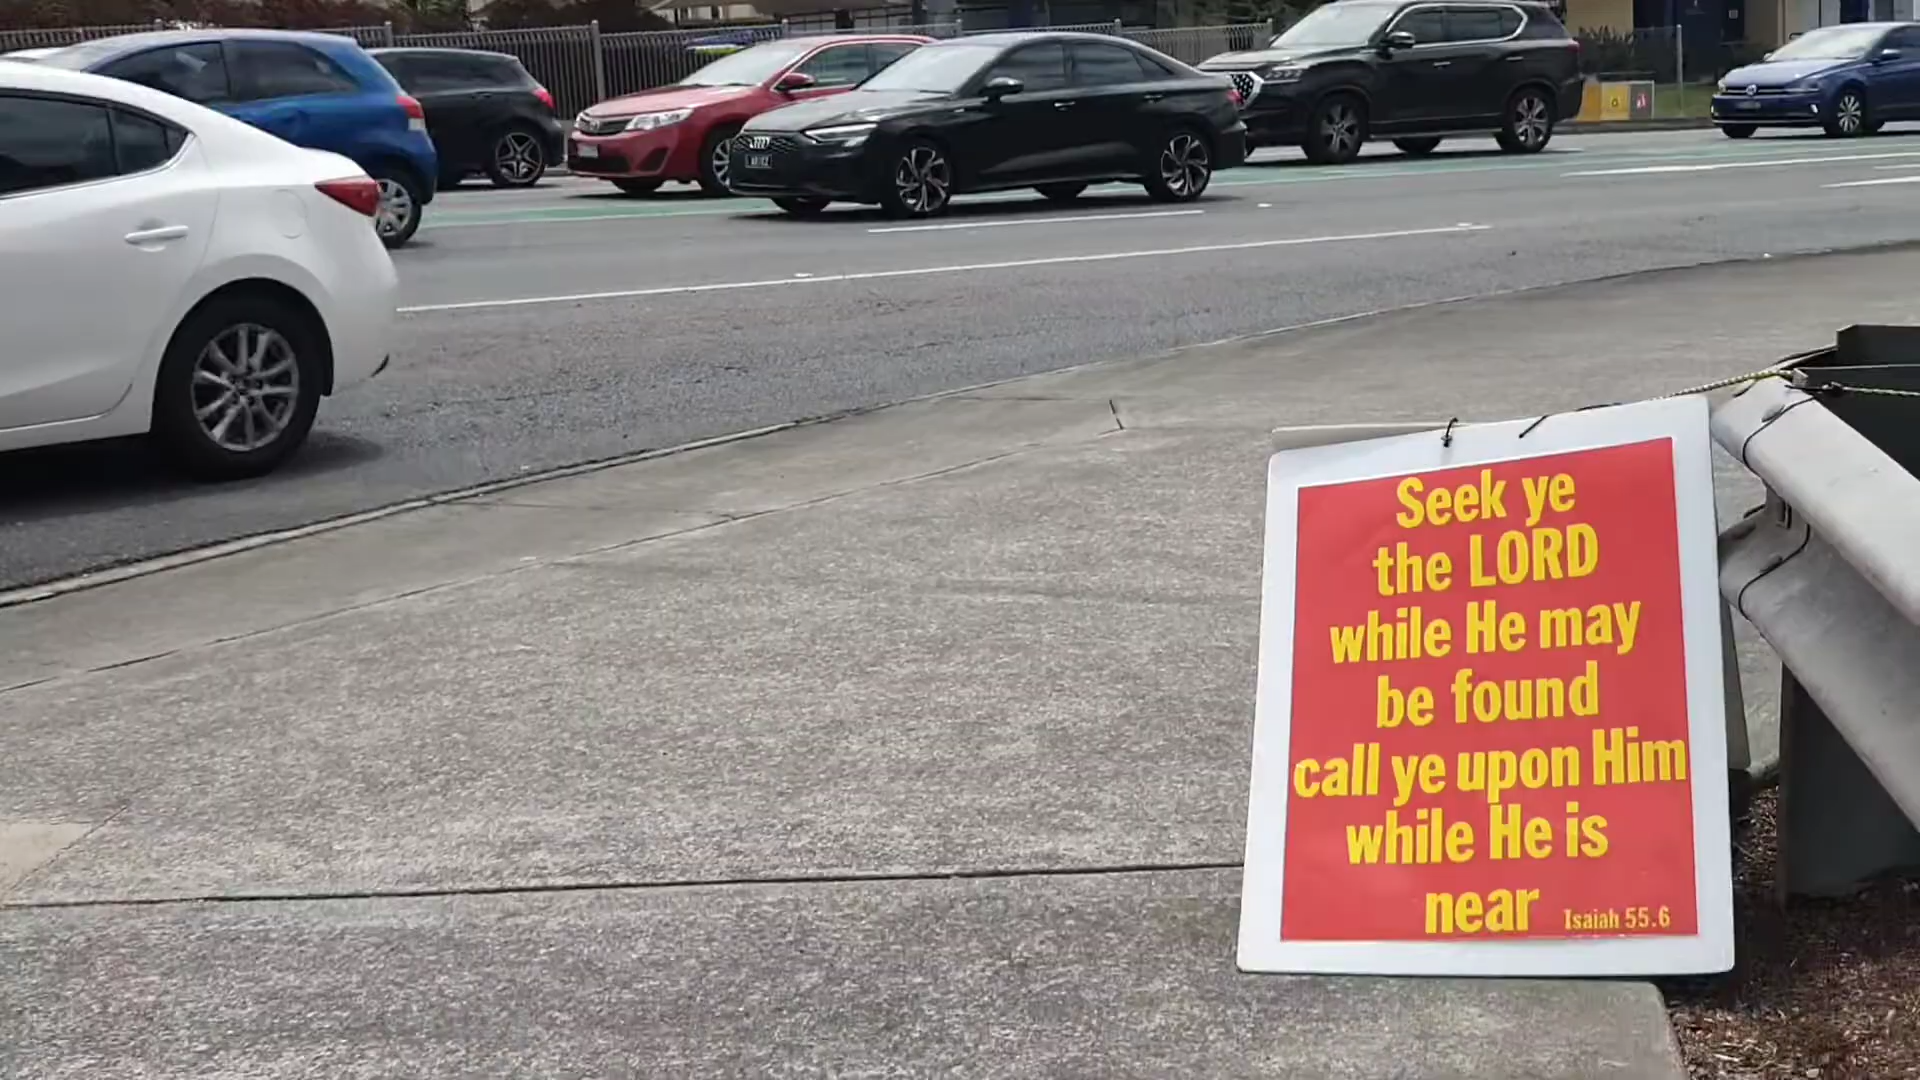 Seek ye
the LORD
while He may
be found
call ye upon Him
while He is
near Isaiah 55.6